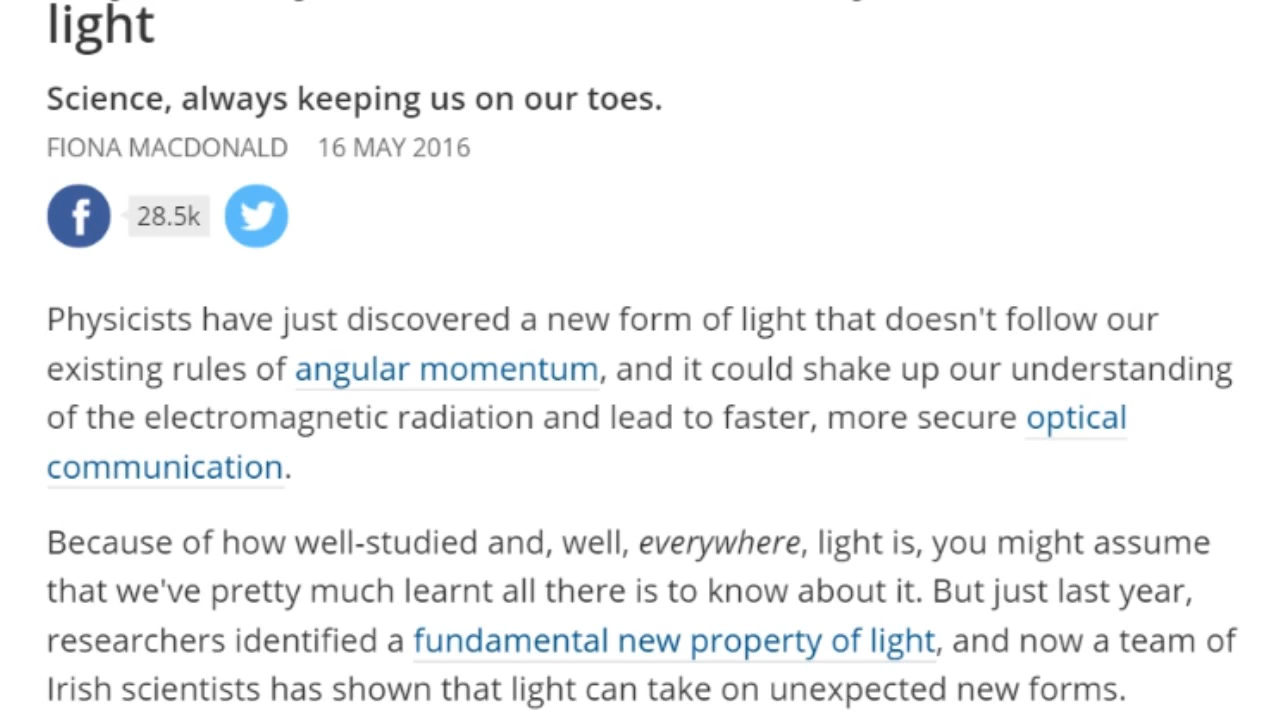 light
Science, always keeping us on our toes.
FIONA MACDONALD 16 MAY 2016
f 28.5k
Physicists have just discovered a new form of light that doesn't follow our
existing rules of angular momentum, and it could shake up our understanding
of the electromagnetic radiation and lead to faster, more secure optical
communication.
Because of how well-studied and, well, everywhere, light is, you might assume
that we've pretty much learnt all there is to know about it. But just last year,
researchers identified a fundamental new property of light, and now a team of
Irish scientists has shown that light can take on unexpected new forms.